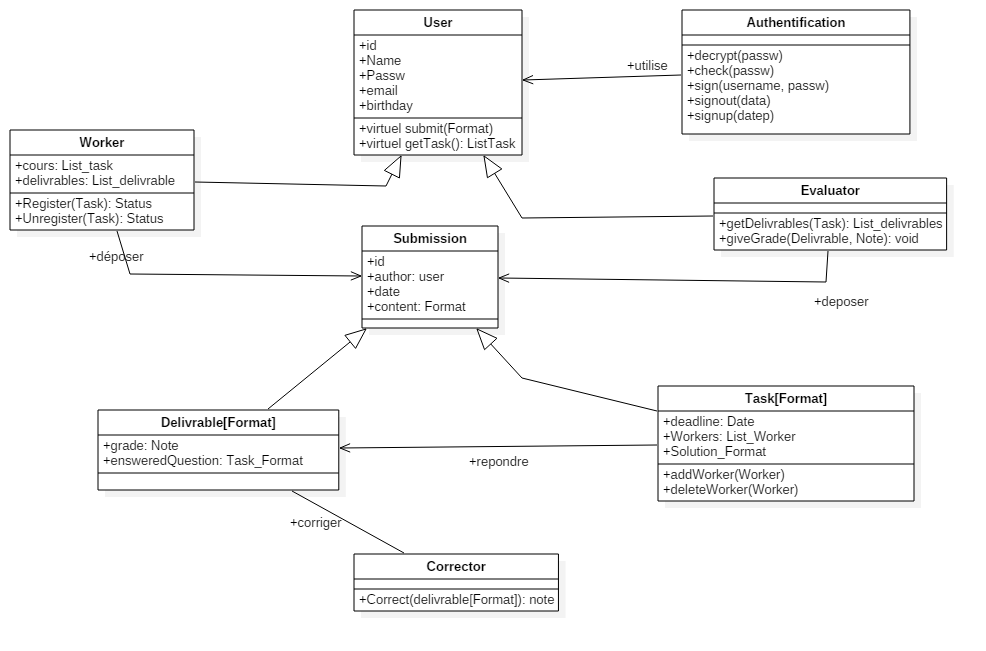 User
+id
+Name
+Passw
+email
+birthday
+virtuel submit(Format)
+virtuel getTask(): ListTask
Authentification
+decrypt(passw)
+check(passw)
+sign(username, passw)
+signout(data)
+signup(datep)
+utilise
Worker
+cours: List_task
+delivrables: List_delivrable
+Register(Task): Status
+Unregister(Task): Status
Evaluator
+getDelivrables(Task): List_delivrables
+giveGrade(Delivrable, Note): void
+déposer
Submission
+id
+author: user
+date
+content: Format
+deposer
Delivrable[Format]
+grade: Note
+ensweredQuestion: Task_Format
Task[Format]
+deadline: Date
+Workers: List_Worker
+Solution_Format
+addWorker(Worker)
+deleteWorker(Worker)
+repondre
+corriger
Corrector
+Correct(delivrable[Format]): note